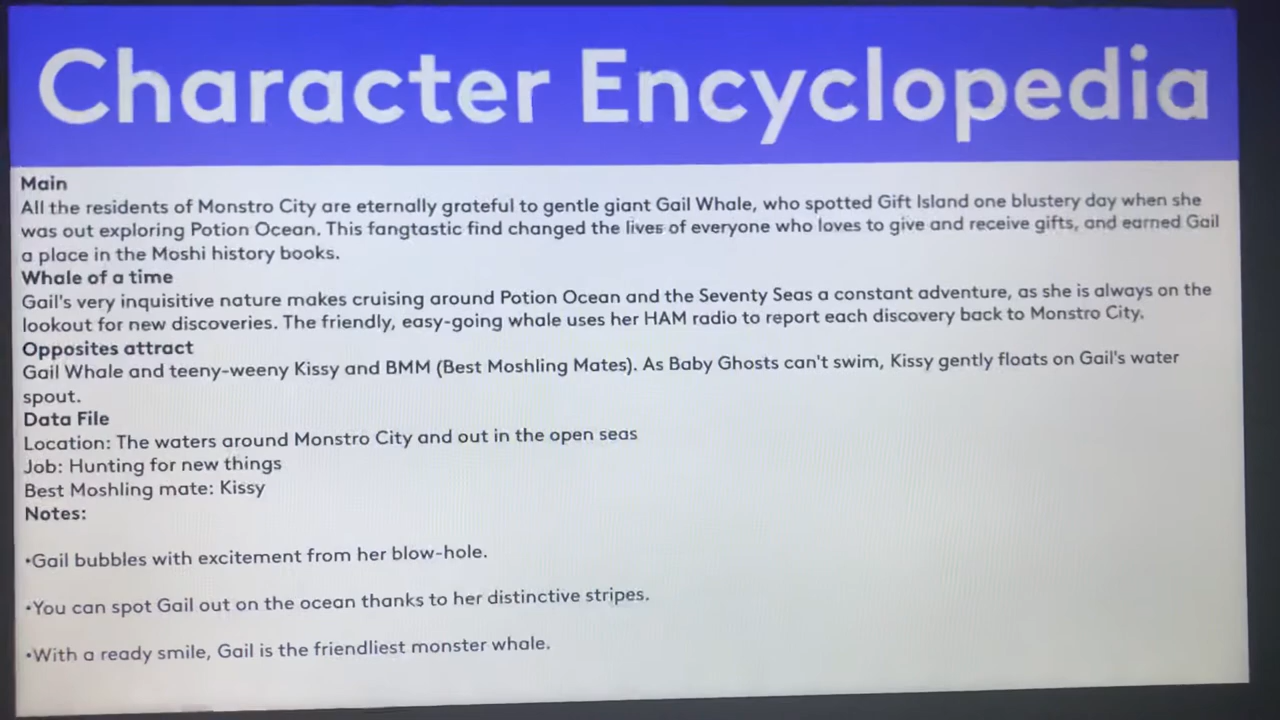 Character Encyclopedia
Main
All the residents of Monstro City are eternally grateful to gentle giant Gail Whale, who spotted Gift Island one blustery day when she
was out exploring Potion Ocean. This fangtastic find changed the lives of everyone who loves to give and receive gifts, and earned Gail
a place in the Moshi history books.
Whale of a time
Gail's very inquisitive nature makes cruising around Potion Ocean and the Seventy Seas a constant adventure, as she is always on the
lookout for new discoveries. The friendly, easy-going whale uses her HAM radio to report each discovery back to Monstro City.
Opposites attract
Gail Whale and teeny-weeny Kissy and BMM (Best Moshling Mates). As Baby Ghosts can't swim, Kissy gently floats on Gail's water
spout.
Data File
Location: The waters around Monstro City and out in the open seas
Job: Hunting for new things
Best Moshling mate: Kissy
Notes:
•Gail bubbles with excitement from her blow-hole.
•You can spot Gail out on the ocean thanks to her distinctive stripes.
•With a ready smile, Gail is the friendliest monster whale.